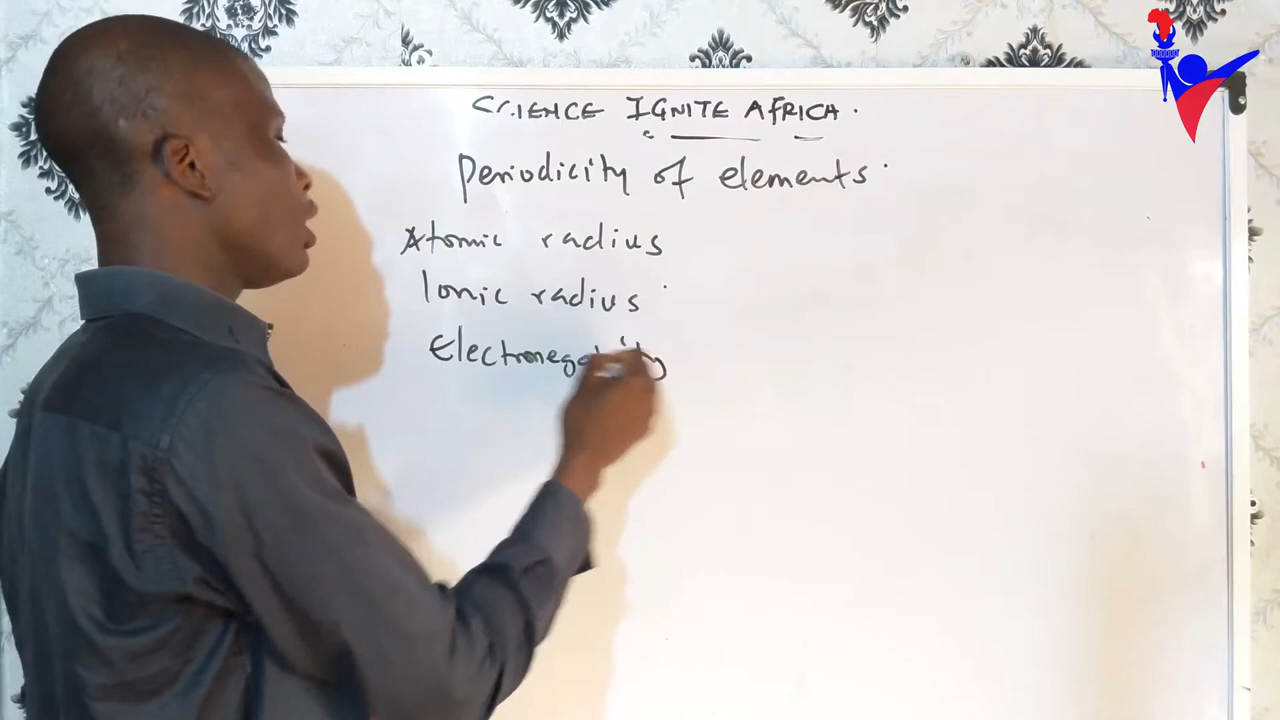 SCIENCE IGNITE AFRICA.
Periodicity of elements.
Atomic radius
Ionic radius
Electronegativity